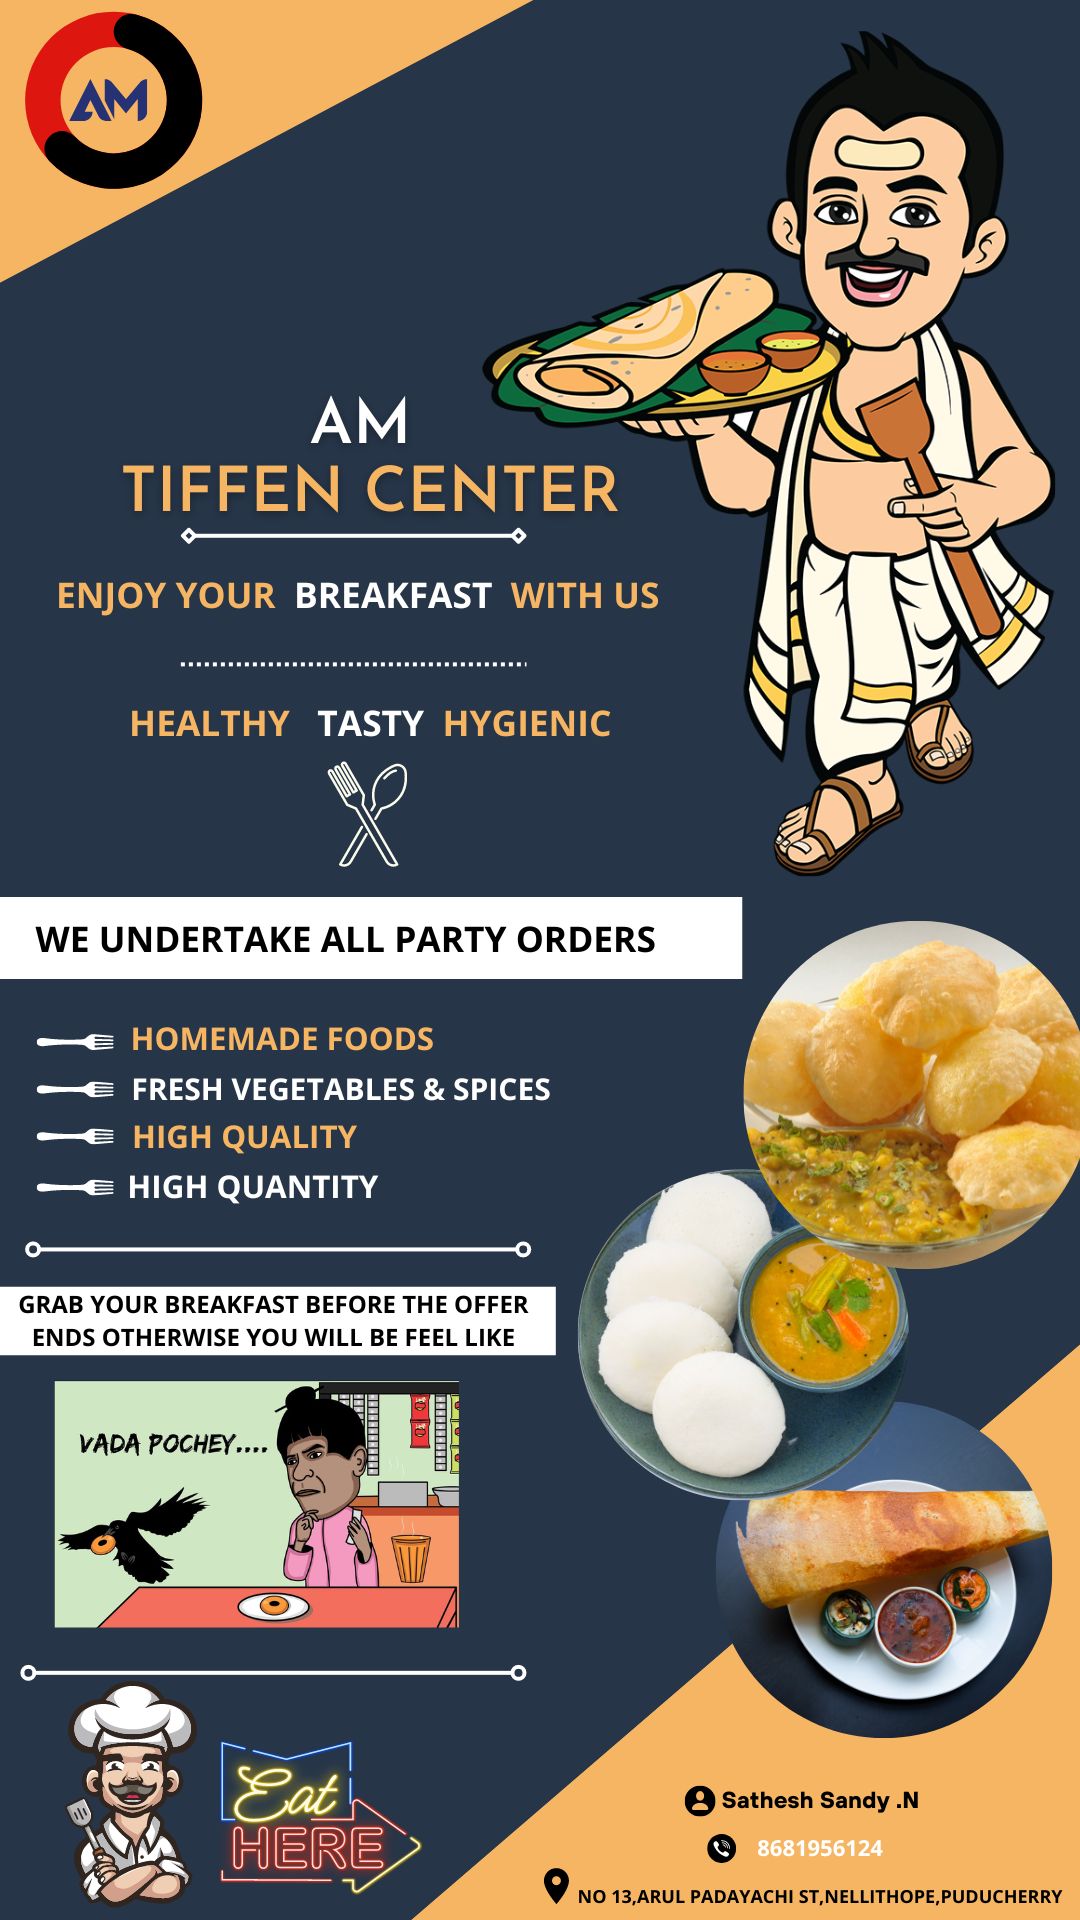 AM
AM
TIFFEN CENTER
ENJOY YOUR BREAKFAST WITH US
HEALTHY TASTY HYGIENIC
WE UNDERTAKE ALL PARTY ORDERS
HOMEMADE FOODS
FRESH VEGETABLES & SPICES
HIGH QUALITY
HIGH QUANTITY
GRAB YOUR BREAKFAST BEFORE THE OFFER
ENDS OTHERWISE YOU WILL BE FEEL LIKE
VADA POCHEY....
Eat
HERE
Sathesh Sandy .N
8681956124
NO 13,ARUL PADAYACHI ST,NELLITHOPE,PUDUCHERRY